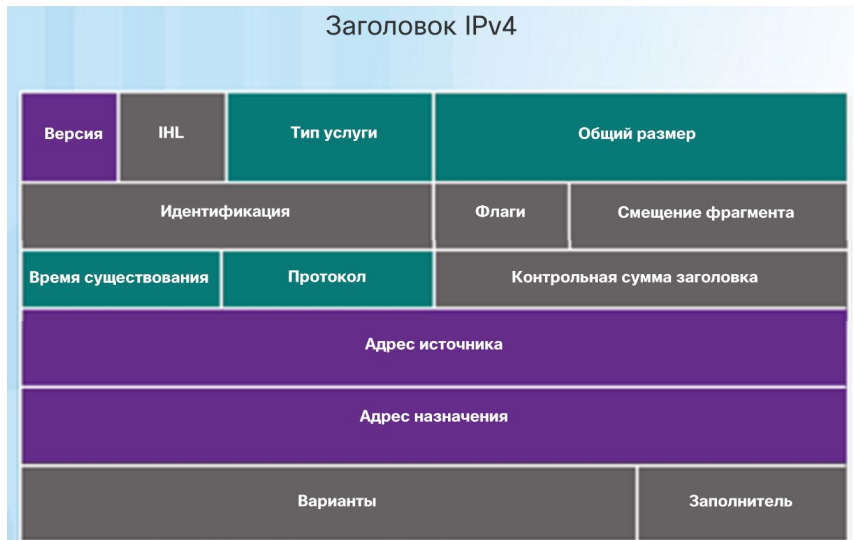 Заголовок IPv4
Версия IHL Тип услуги Общий размер
Идентификация Флаги Смещение фрагмента
Время существования Протокол Контрольная сумма заголовка
Адрес источника
Адрес назначения
Варианты Заполнитель